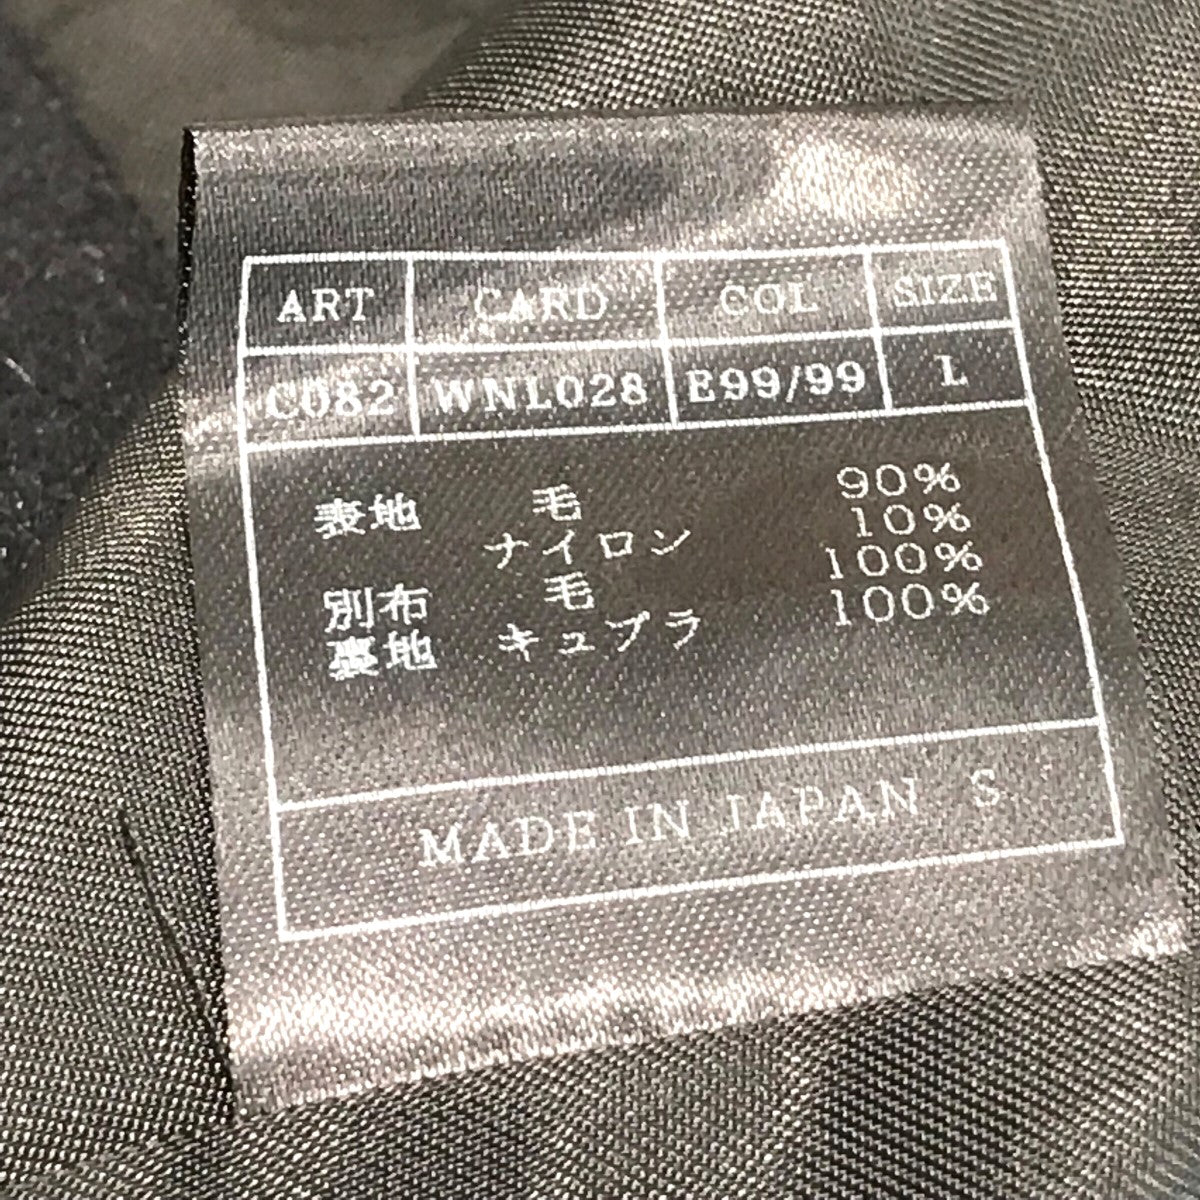 ART CARD COL SIZE
C082 WNL028 E99/99 L
表地 毛 90%
ナイロン 10%
別布 毛 100%
裏地 キュプラ 100%
MADE IN JAPAN S